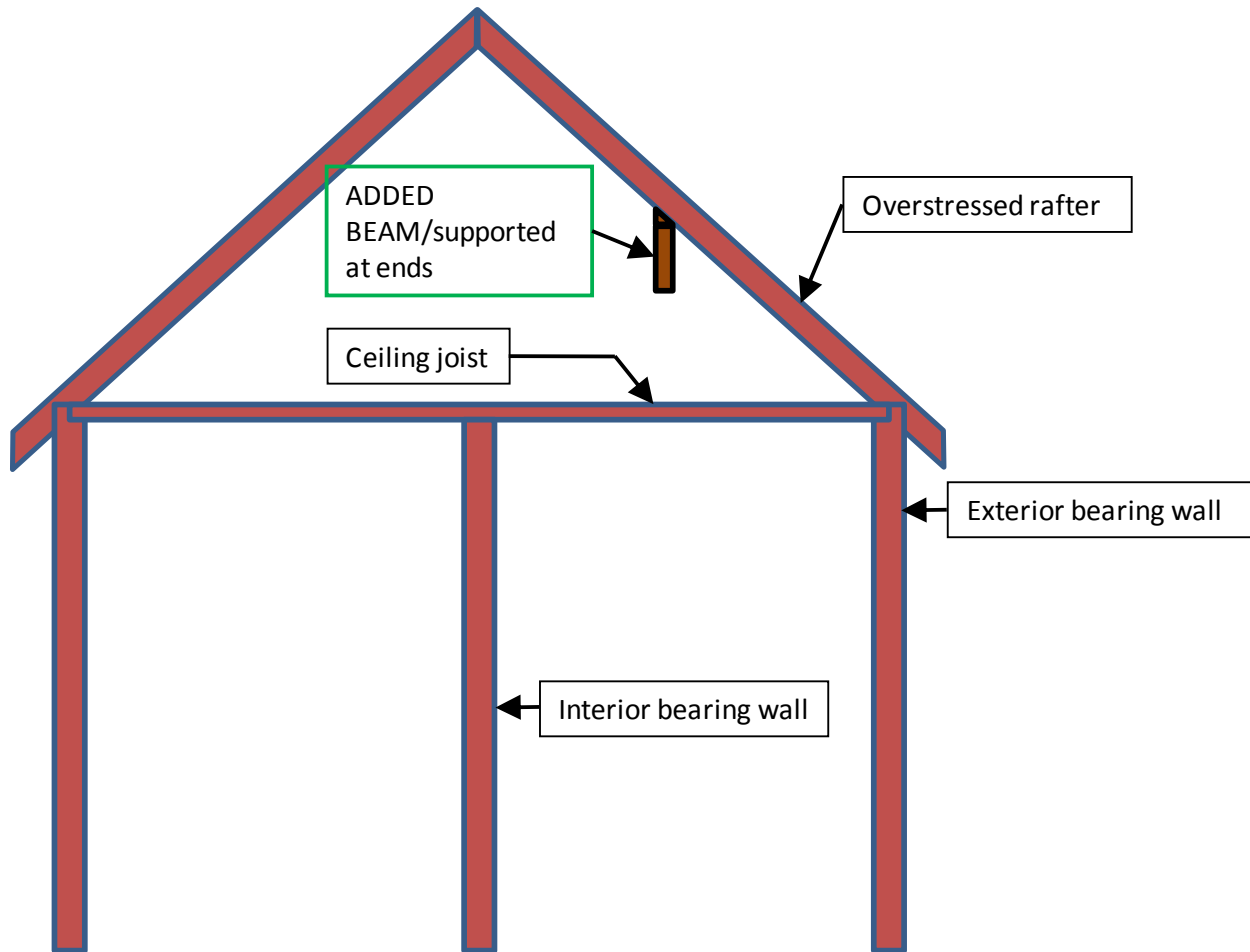 ADDED
BEAM/supported
at ends
Overstressed rafter
Ceiling joist
Exterior bearing wall
Interior bearing wall